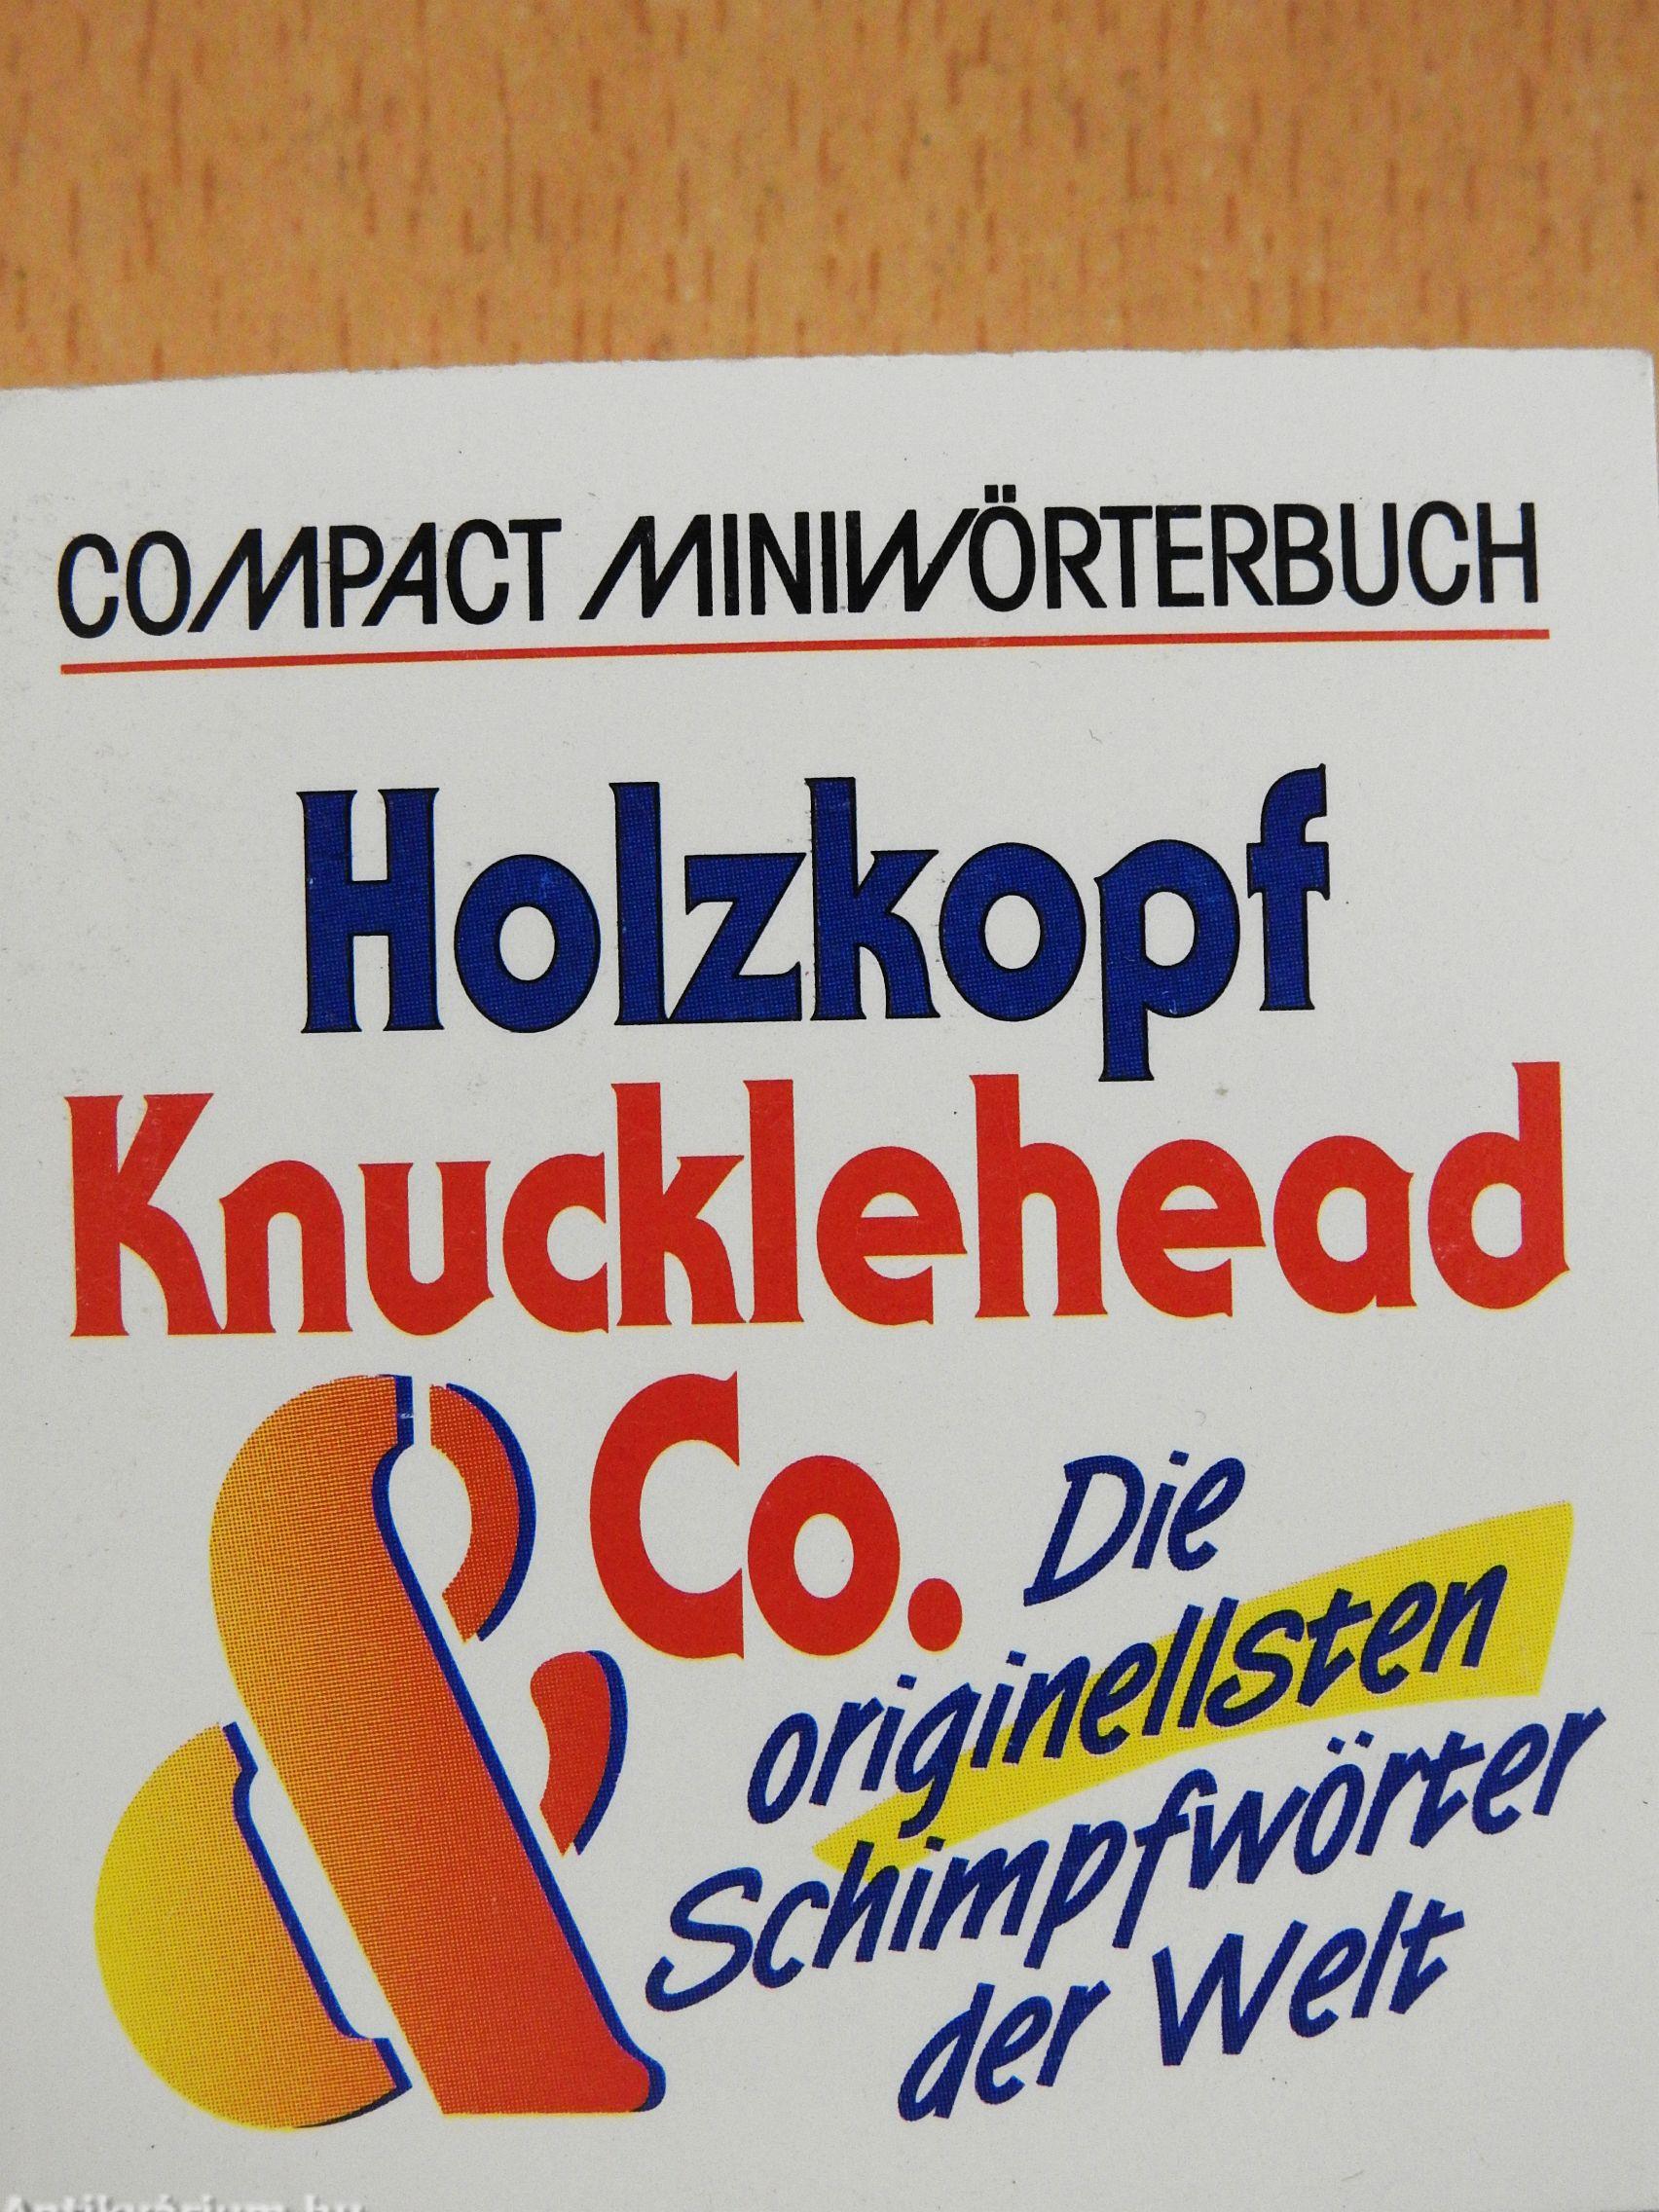 COMPACT MINIWÖRTERBUCH
Holzkopf
Knucklehead
& Co.
Die
originellsten
Schimpfwörter
der Welt